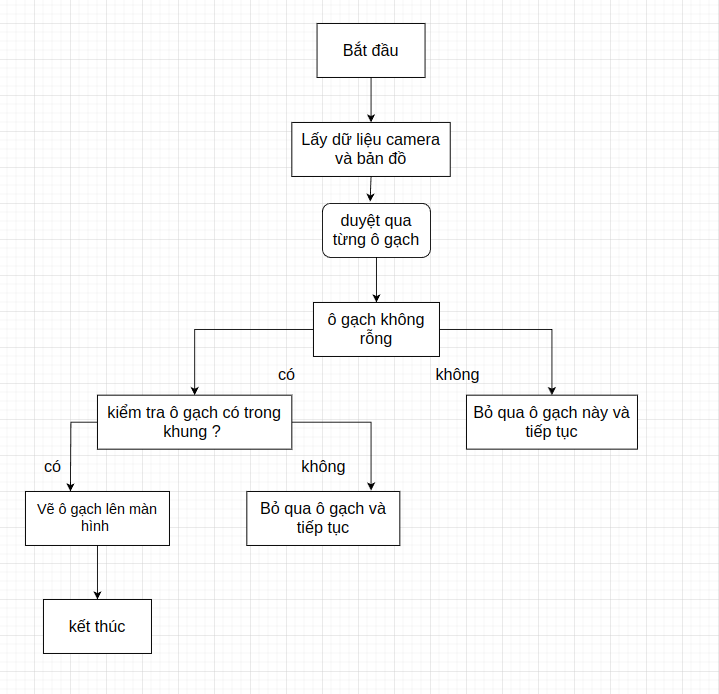 Bắt đầu
Lấy dữ liệu camera
và bản đồ
duyệt qua
từng ô gạch
ô gạch không
rỗng
có
không
kiểm tra ô gạch có trong
khung ?
Bỏ qua ô gạch này và
tiếp tục
có
không
Vẽ ô gạch lên màn
hình
Bỏ qua ô gạch và
tiếp tục
kết thúc